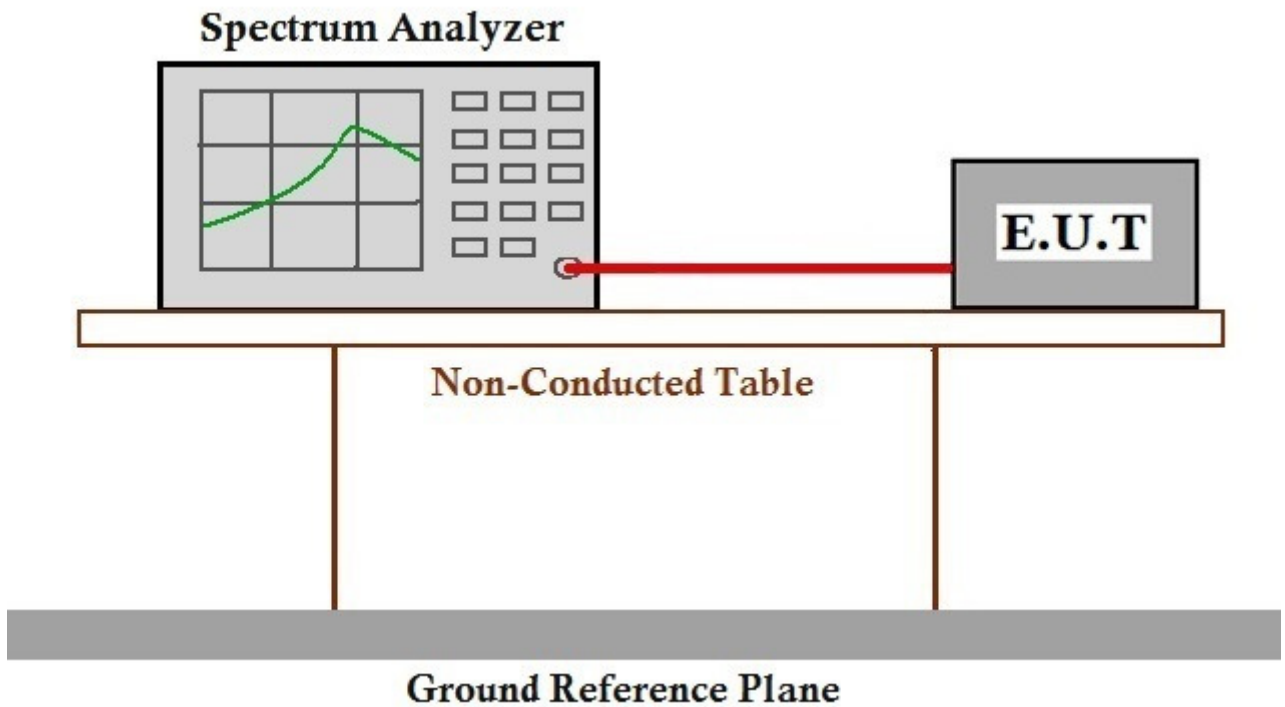 Spectrum Analyzer
E.U.T
Non-Conducted Table
Ground Reference Plane